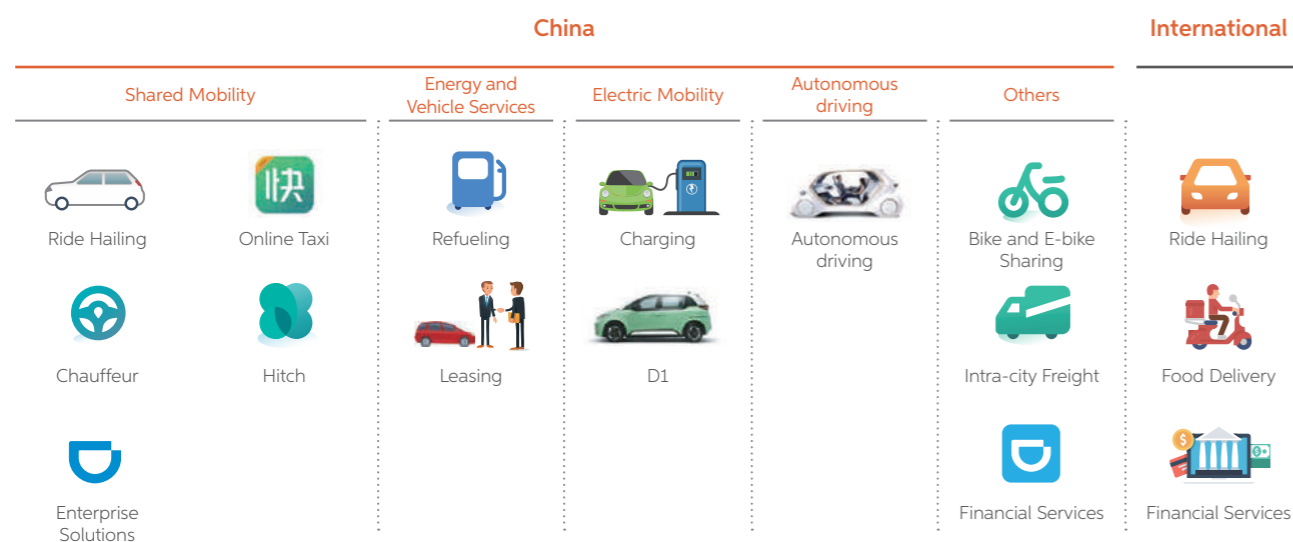 China
International
Shared Mobility
Energy and
Vehicle Services
Electric Mobility
Autonomous
driving
Others
快
Ride Hailing
Online Taxi
Refueling
Charging
Autonomous
driving
Bike and E-bike
Sharing
Ride Hailing
Chauffeur
Hitch
Leasing
D1
Intra-city Freight
Food Delivery
Enterprise
Solutions
Financial Services
Financial Services